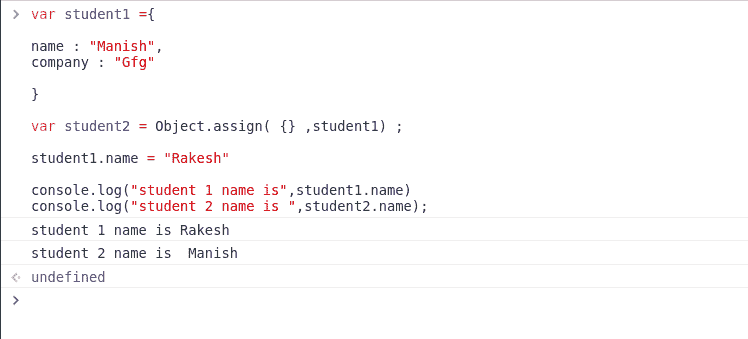 var student1 ={
name : "Manish",
company : "Gfg"
}
var student2 = Object.assign( {} ,student1) ;
student1.name = "Rakesh"
console.log("student 1 name is",student1.name)
console.log("student 2 name is ",student2.name);
student 1 name is Rakesh
student 2 name is  Manish
undefined